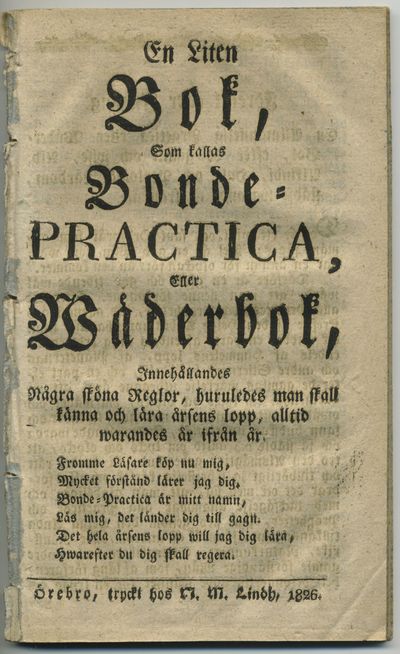 En Liten
Bok,
Som kallas
Bonde-
PRACTICA,
Eller
Wäderbok,
Innehållandes
Några sköna Reglor, huruledes man skall
känna och lära årsens lopp, alltid
warandes år ifrån år.
Fromme Läsare köp nu mig,
Mycket förstånd lärer jag dig.
Bonde-Practica är mitt namn,
Läs mig, det länder dig till gagn.
Det hela årsens lopp will jag dig lära,
Hwarefter du dig skall regera.
Örebro, tryckt hos N. M. Lindh, 1826.